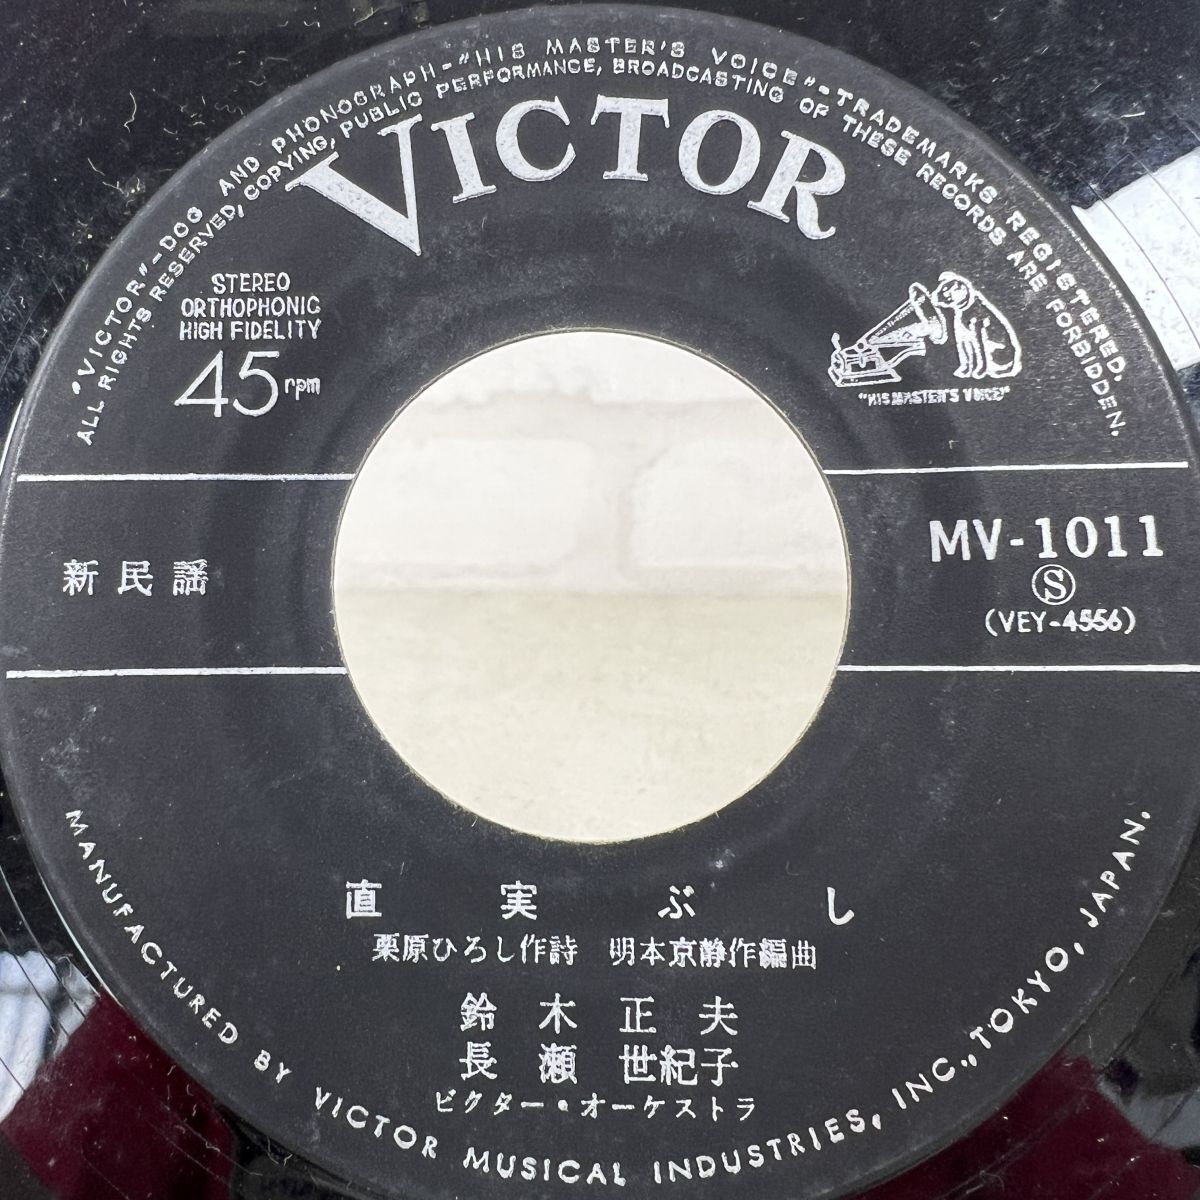 "VICTOR"-DOG AND PHONOGRAPH-"HIS MASTER'S VOICE"-TRADEMARKS REGISTERED.
ALL RIGHTS RESERVED, COPYING, PUBLIC PERFORMANCE, BROADCASTING OF THESE RECORDS ARE FORBIDDEN.
VICTOR
STEREO
ORTHOPHONIC
HIGH FIDELITY
45 rpm
"HIS MASTER'S VOICE"
新民謡
MV-1011
Ⓢ
(VEY-4556)
直実ぶし
栗原ひろし作詩 明本京静作編曲
鈴木正夫
長瀬世紀子
ビクター・オーケストラ
MANUFACTURED BY VICTOR MUSICAL INDUSTRIES, INC., TOKYO, JAPAN.